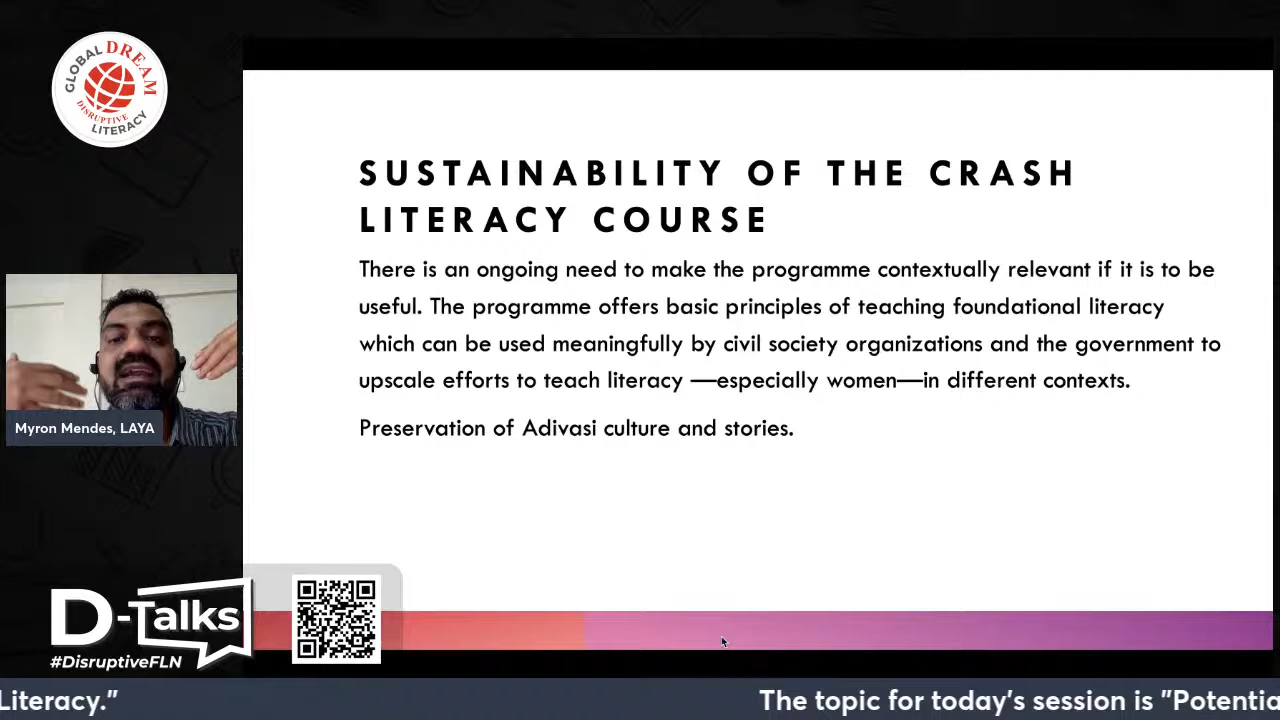 GLOBAL DREAM
DISRUPTIVE
LITERACY
SUSTAINABILITY OF THE CRASH
LITERACY COURSE
There is an ongoing need to make the programme contextually relevant if it is to be
useful. The programme offers basic principles of teaching foundational literacy
which can be used meaningfully by civil society organizations and the government to
upscale efforts to teach literacy —especially women—in different contexts.
Preservation of Adivasi culture and stories.
Myron Mendes, LAYA
D-Talks
#DisruptiveFLN
Literacy."
The topic for today's session is "Potentia